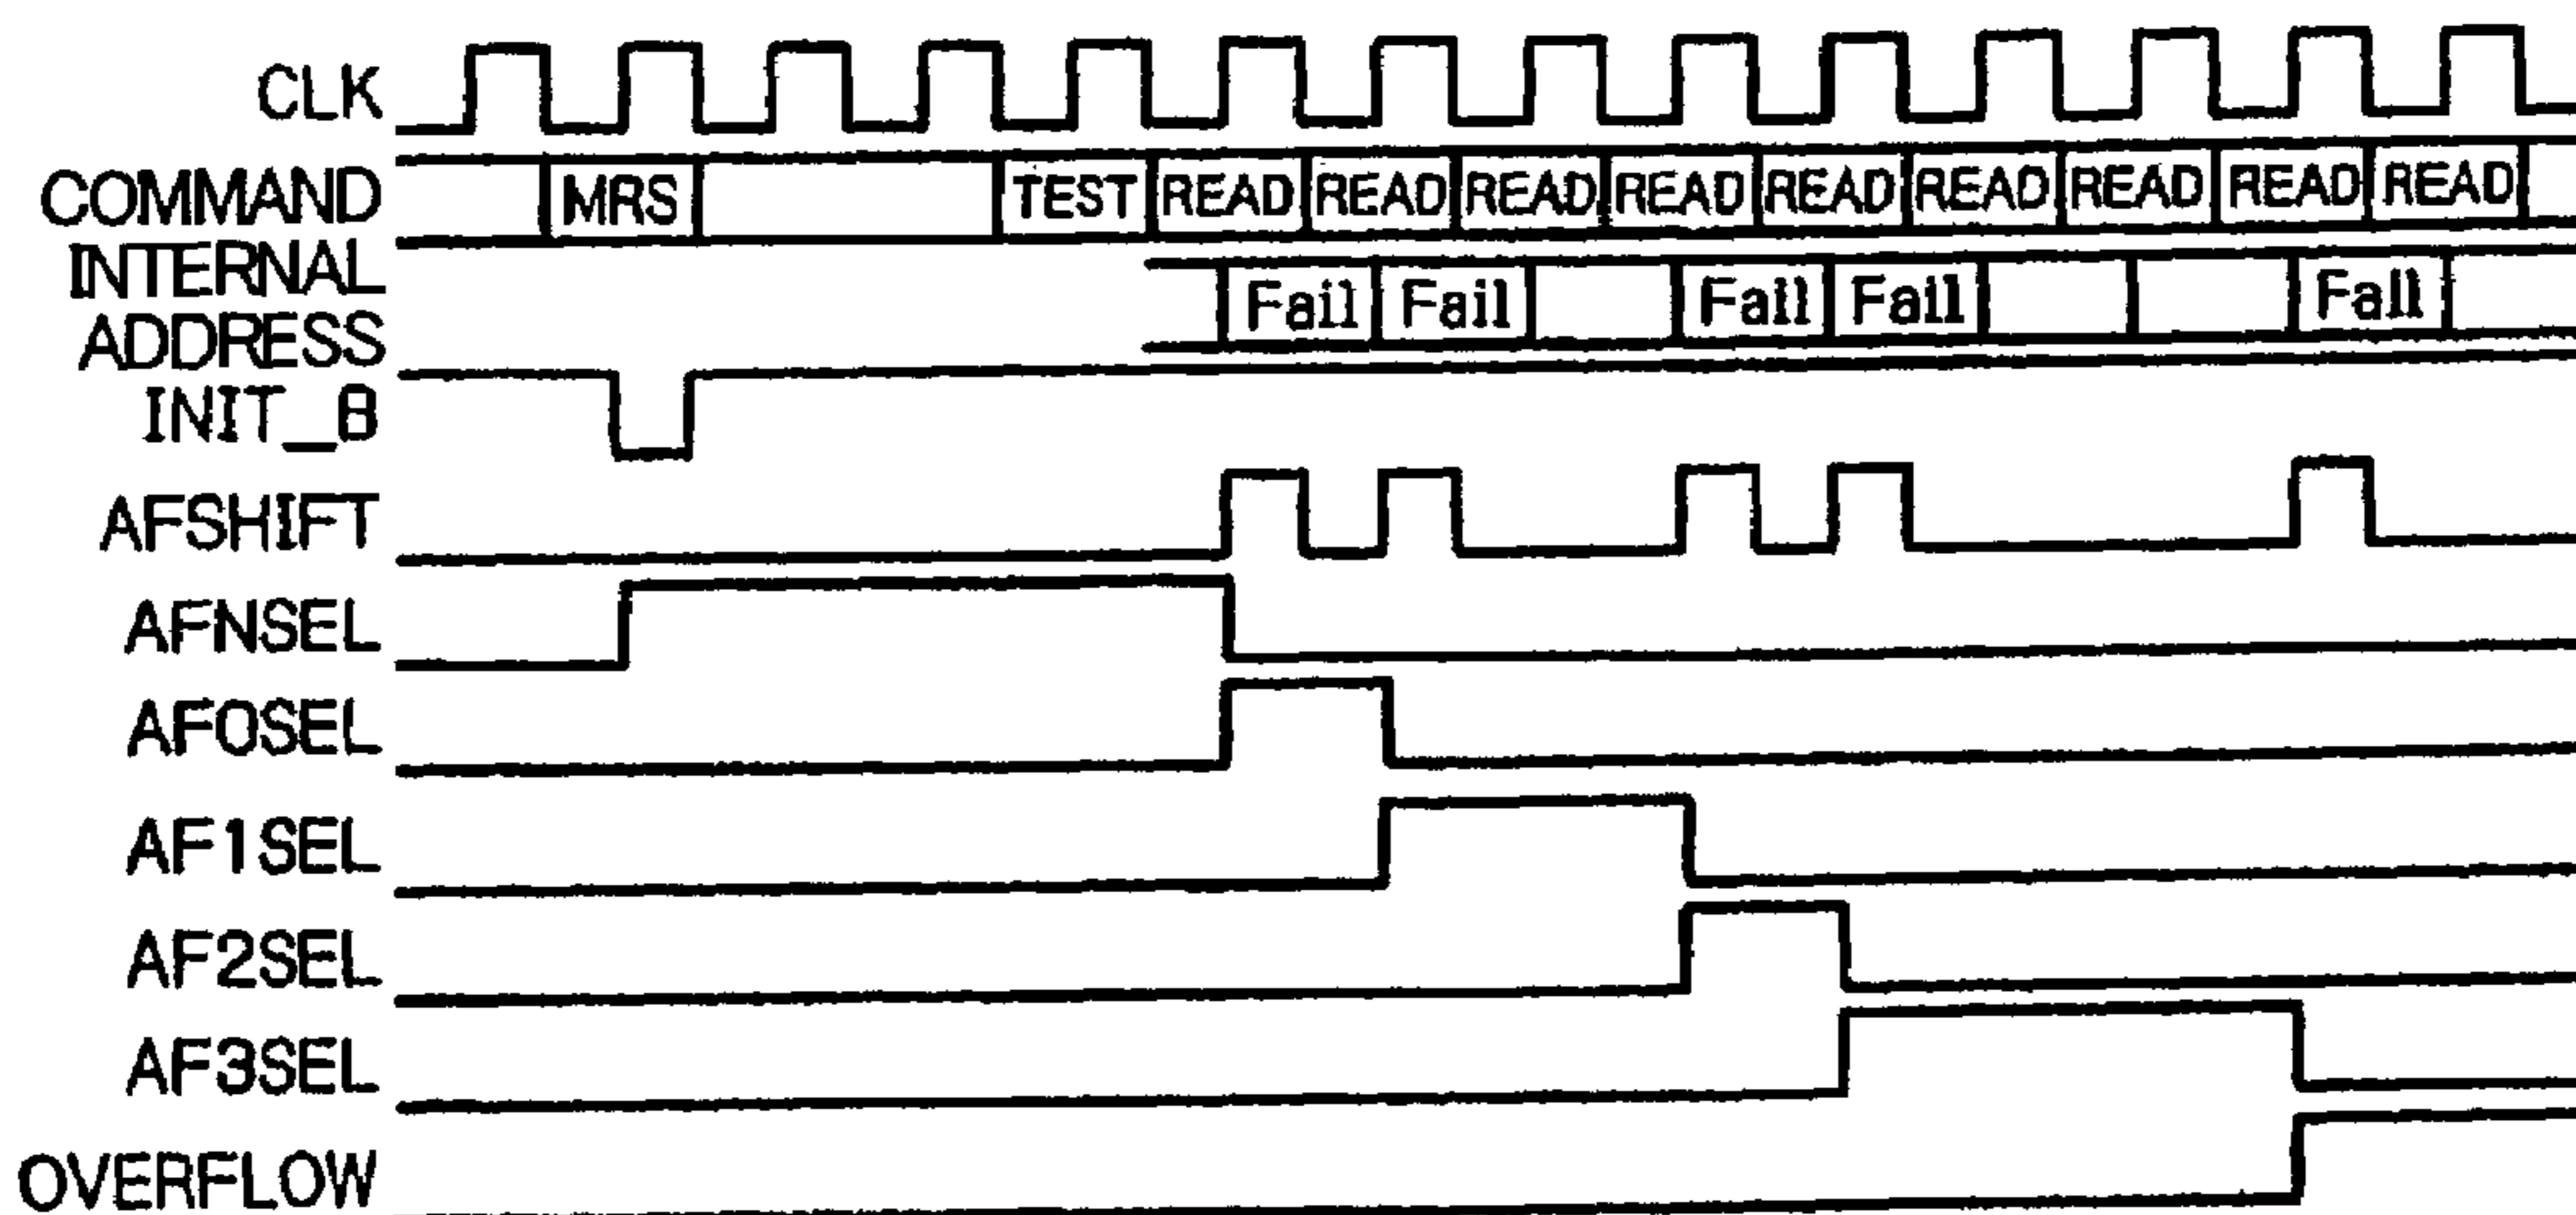 CLK
COMMAND MRS TEST READ READ READ READ READ READ READ READ READ
INTERNAL
ADDRESS Fail Fail Fail Fail Fail
INIT_B
AFSHIFT
AFNSEL
AF0SEL
AF1SEL
AF2SEL
AF3SEL
OVERFLOW